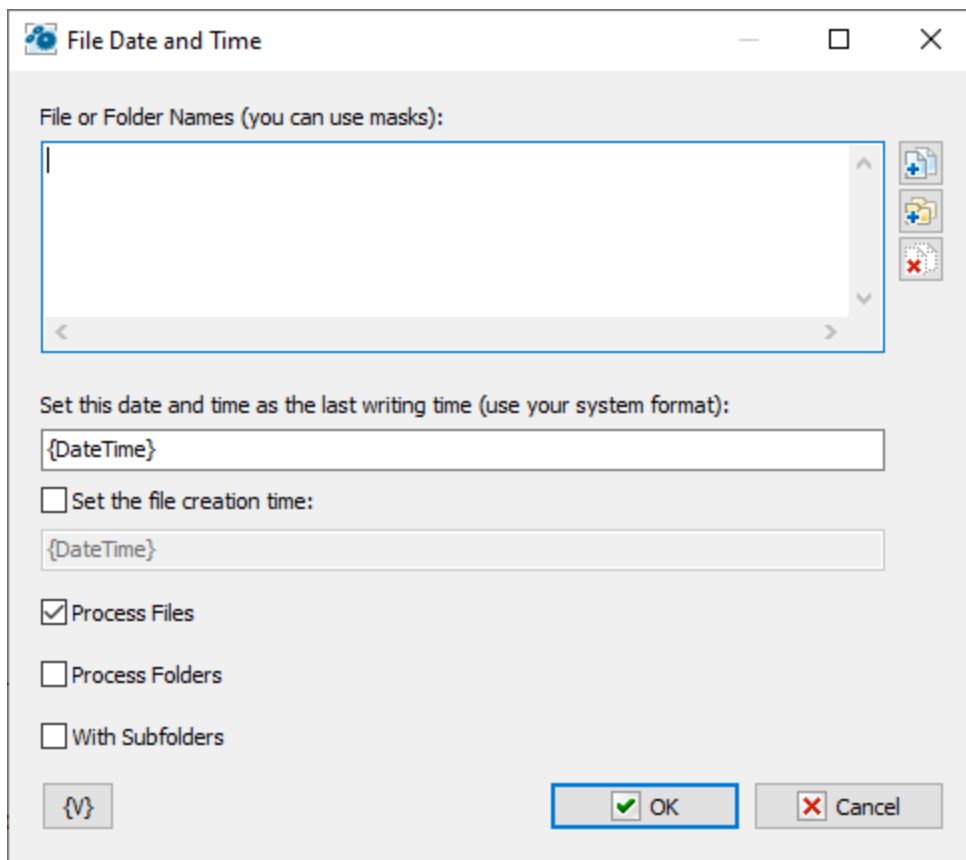 File Date and Time
File or Folder Names (you can use masks):
Set this date and time as the last writing time (use your system format):
{DateTime}
Set the file creation time:
{DateTime}
Process Files
Process Folders
With Subfolders
{V} OK Cancel